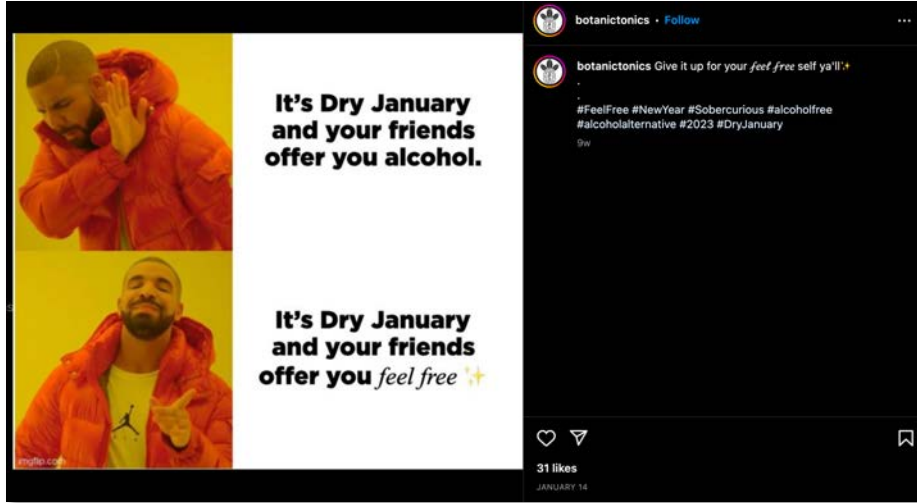 It's Dry January
and your friends
offer you alcohol.
It's Dry January
and your friends
offer you feel free ✨
imgflip.com
botanictonics • Follow
botanictonics Give it up for your feel free self ya'll✨
.
.
#FeelFree #NewYear #Sobercurious #alcoholfree
#alcoholalternative #2023 #DryJanuary
9w
31 likes
JANUARY 14